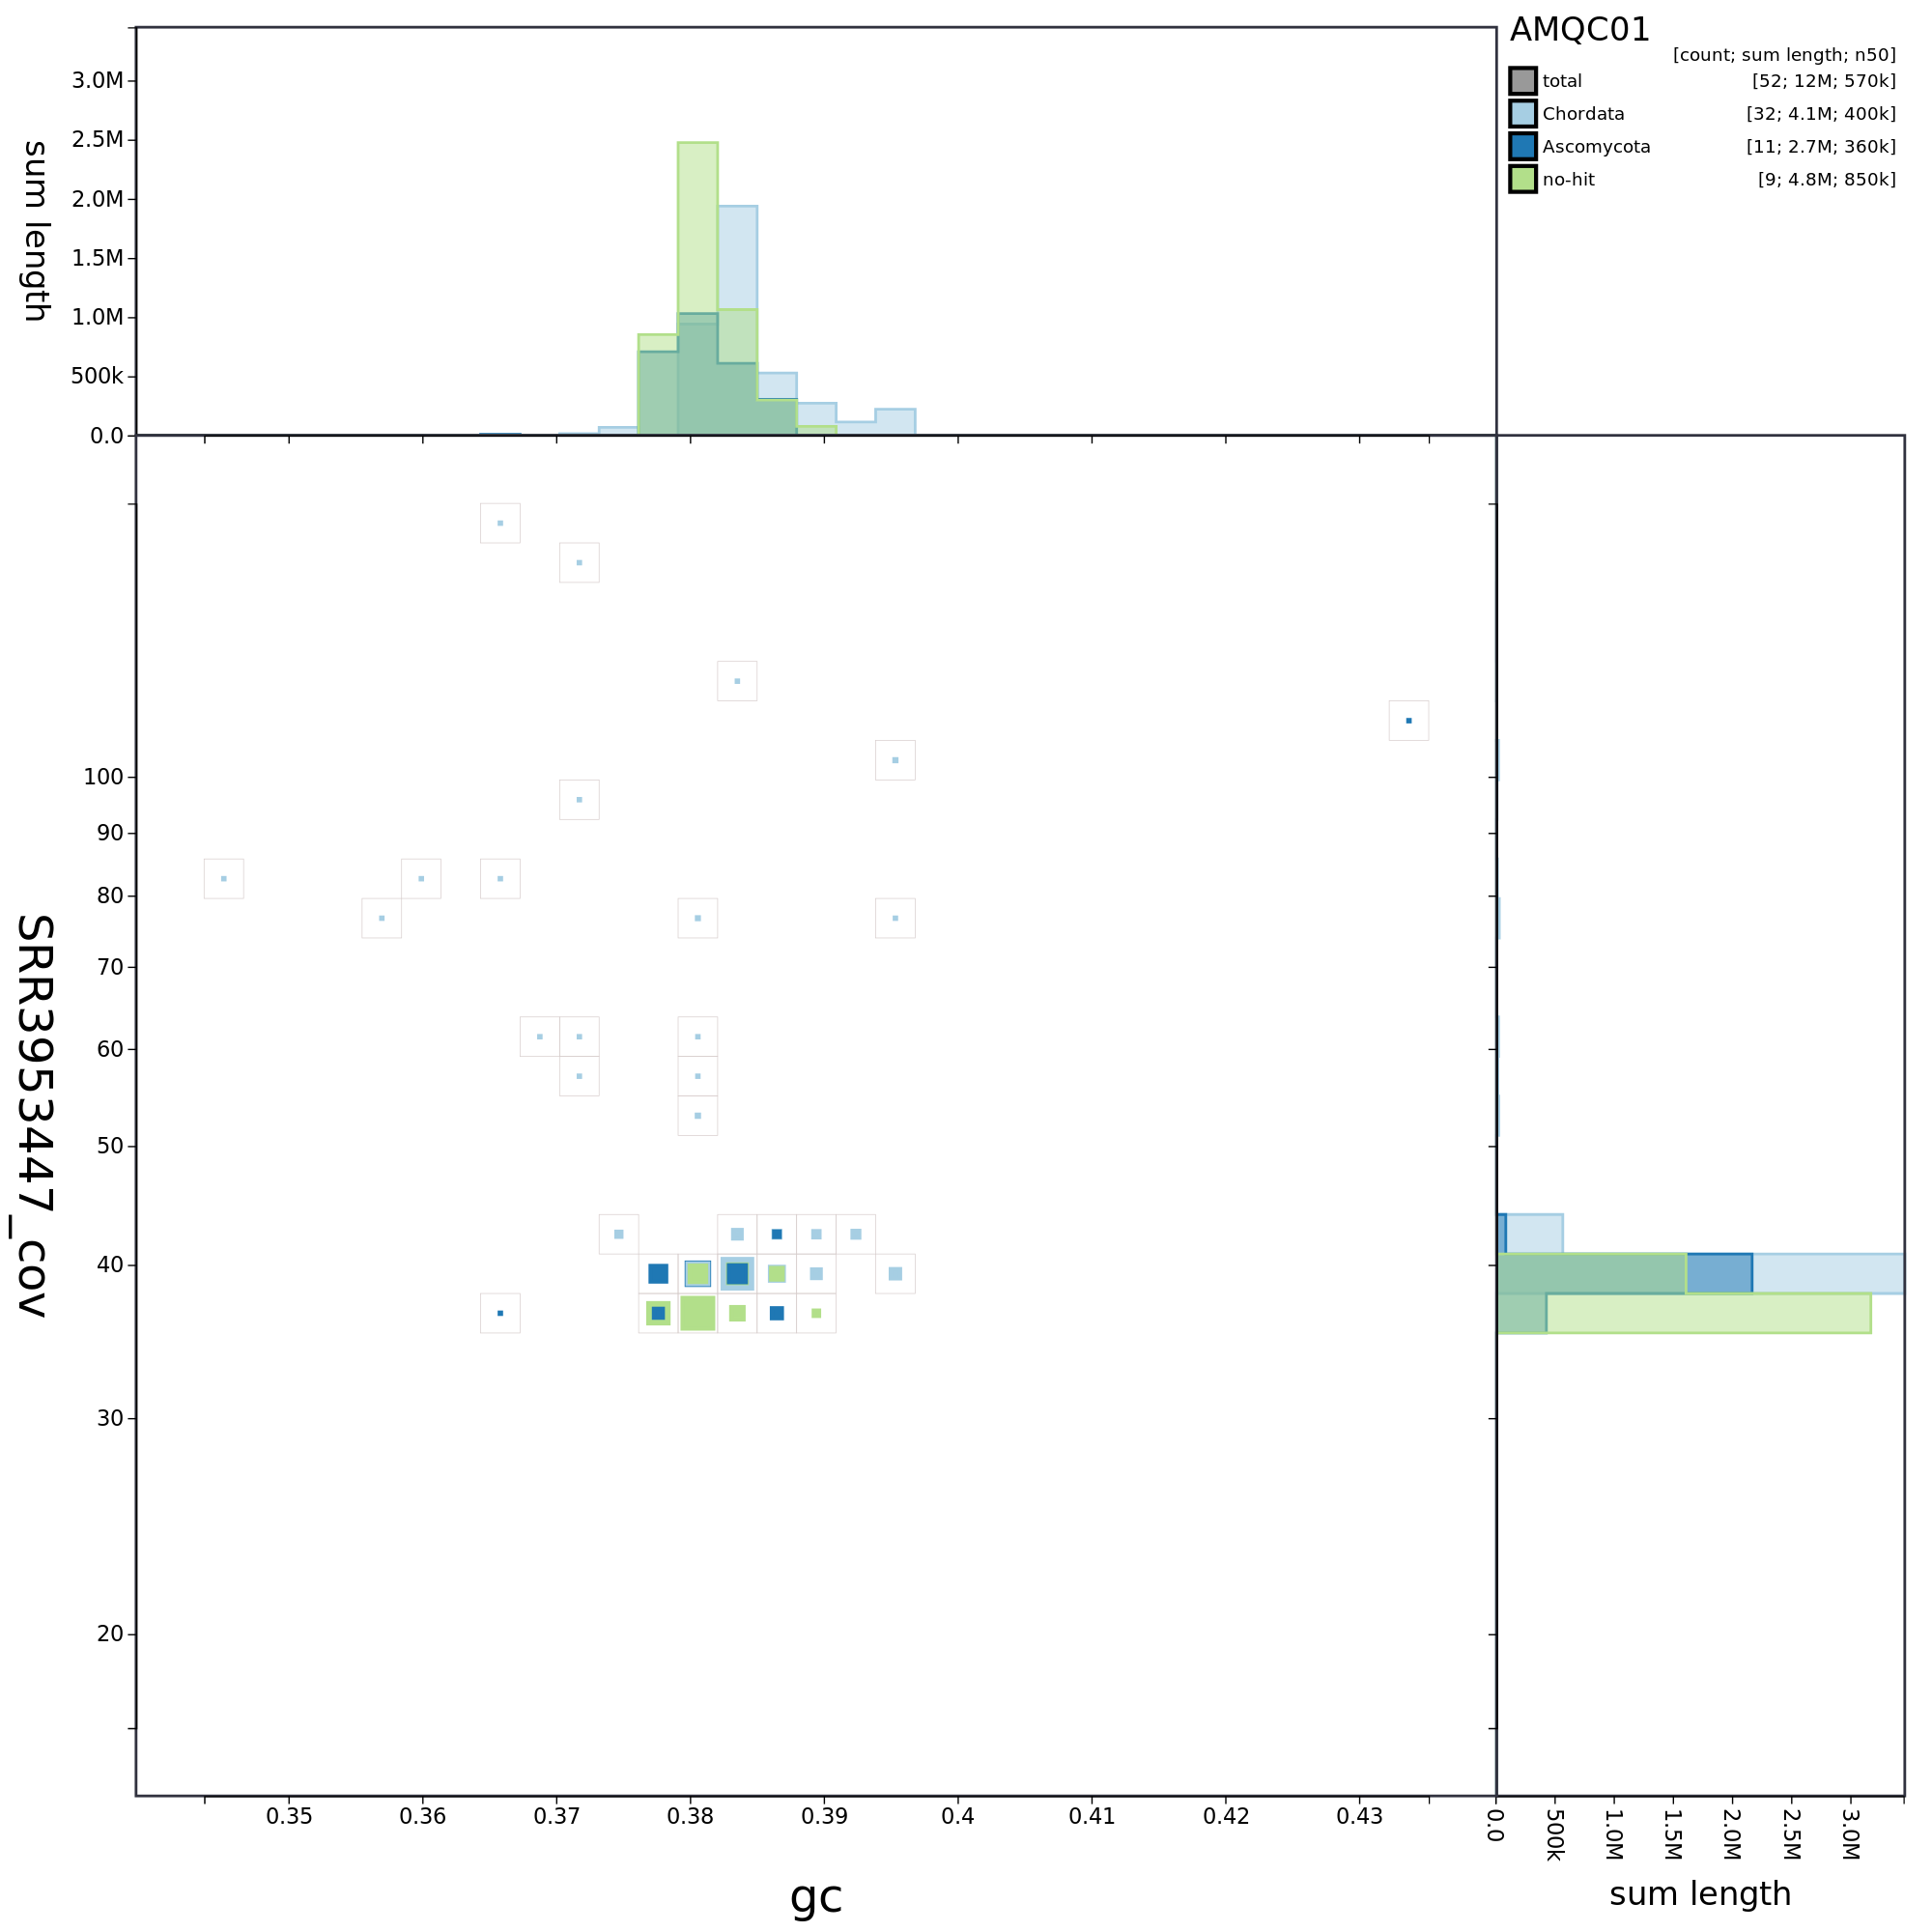 AMQC01
[count; sum length; n50]
total [52; 12M; 570k]
Chordata [32; 4.1M; 400k]
Ascomycota [11; 2.7M; 360k]
no-hit [9; 4.8M; 850k]
sum length
3.0M
2.5M
2.0M
1.5M
1.0M
500k
0.0
SRR3953447_cov
100
90
80
70
60
50
40
30
20
0.35 0.36 0.37 0.38 0.39 0.4 0.41 0.42 0.43
gc
0.0 500k 1.0M 1.5M 2.0M 2.5M 3.0M
sum length